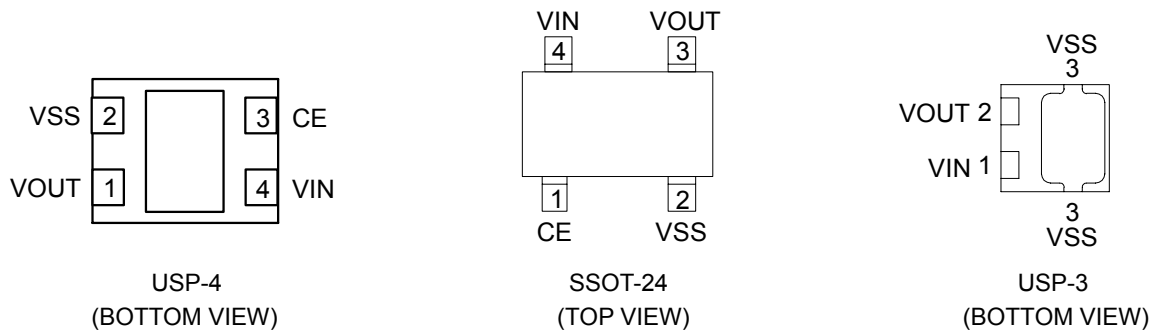 VSS 2
3 CE
VOUT 1
4 VIN
USP-4
(BOTTOM VIEW)
VIN
VOUT
4
3
1
2
CE
VSS
SSOT-24
(TOP VIEW)
VSS
3
VOUT 2
VIN 1
3
VSS
USP-3
(BOTTOM VIEW)